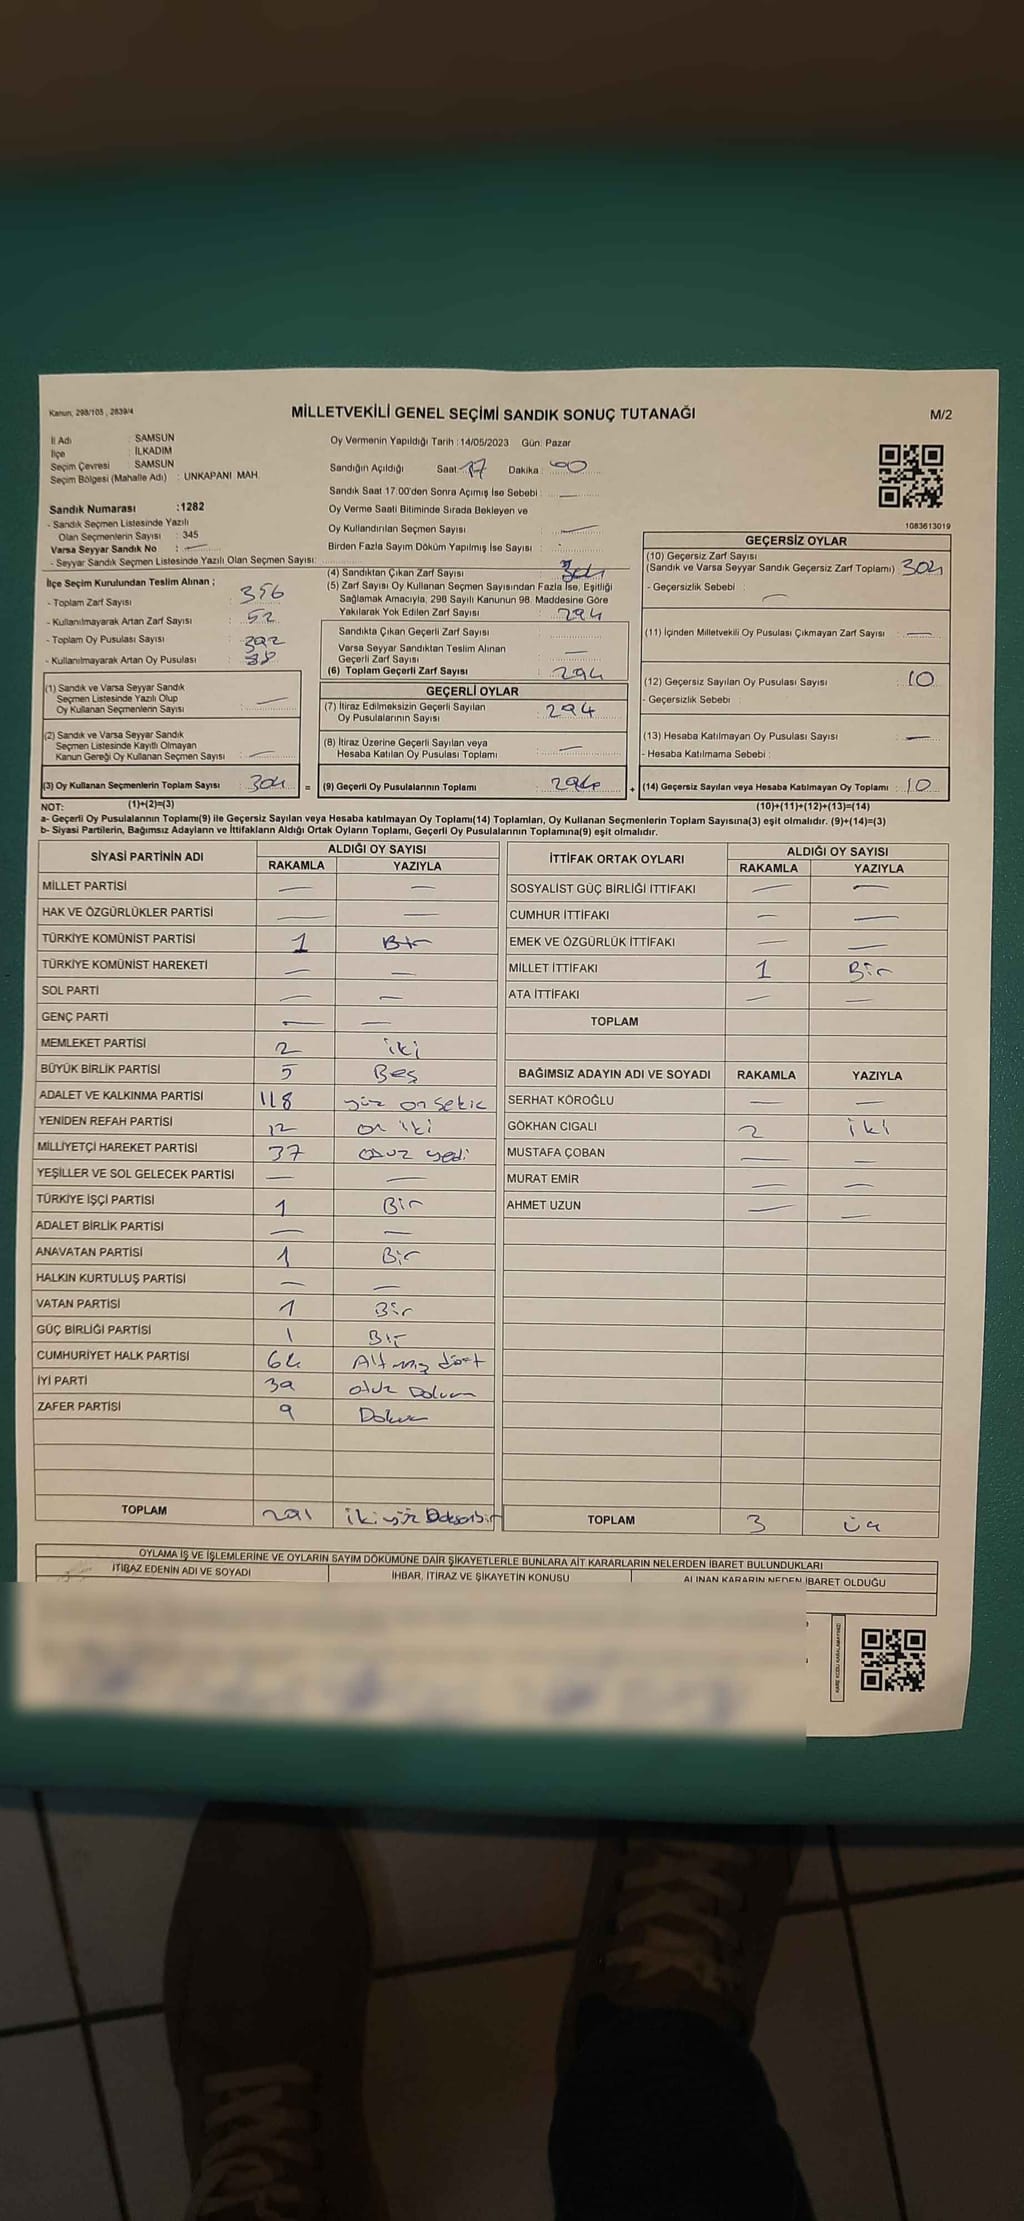 Kanun, 298/105 , 2839/4
MİLLETVEKİLİ GENEL SEÇİMİ SANDIK SONUÇ TUTANAĞI
M/2
İl Adı : SAMSUN
İlçe : İLKADIM
Seçim Çevresi : SAMSUN
Seçim Bölgesi (Mahalle Adı) : UNKAPANI MAH.
Sandık Numarası :1282
- Sandık Seçmen Listesinde Yazılı
Olan Seçmenlerin Sayısı : 345
Varsa Seyyar Sandık No : —
- Seyyar Sandık Seçmen Listesinde Yazılı Olan Seçmen Sayısı:
İlçe Seçim Kurulundan Teslim Alınan ;
- Toplam Zarf Sayısı : 356
- Kullanılmayarak Artan Zarf Sayısı : 52
- Toplam Oy Pusulası Sayısı : 392
- Kullanılmayarak Artan Oy Pusulası :
(1) Sandık ve Varsa Seyyar Sandık
Seçmen Listesinde Yazılı Olup
Oy Kullanan Seçmenlerin Sayısı : —
(2) Sandık ve Varsa Seyyar Sandık
Seçmen Listesinde Kayıtlı Olmayan
Kanun Gereği Oy Kullanan Seçmen Sayısı : —
(3) Oy Kullanan Seçmenlerin Toplam Sayısı : 304 =
Oy Vermenin Yapıldığı Tarih :14/05/2023 Gün: Pazar
Sandığın Açıldığı Saat: 17 Dakika : 00
Sandık Saat 17:00'den Sonra Açımış İse Sebebi : —
Oy Verme Saati Bitiminde Sırada Bekleyen ve
Oy Kullandırılan Seçmen Sayısı : —
Birden Fazla Sayım Döküm Yapılmış İse Sayısı :
(4) Sandıktan Çıkan Zarf Sayısı : 304
(5) Zarf Sayısı Oy Kullanan Seçmen Sayısından Fazla İse, Eşitliği
Sağlamak Amacıyla, 298 Sayılı Kanunun 98. Maddesine Göre
Yakılarak Yok Edilen Zarf Sayısı : 294
Sandıkta Çıkan Geçerli Zarf Sayısı :
Varsa Seyyar Sandıktan Teslim Alınan
Geçerli Zarf Sayısı : —
(6) Toplam Geçerli Zarf Sayısı : 294
GEÇERLİ OYLAR
(7) İtiraz Edilmeksizin Geçerli Sayılan
Oy Pusulalarının Sayısı : 294
(8) İtiraz Üzerine Geçerli Sayılan veya
Hesaba Katılan Oy Pusulası Toplamı : —
(9) Geçerli Oy Pusulalarının Toplamı : 294 +
1083613019
GEÇERSİZ OYLAR
(10) Geçersiz Zarf Sayısı
(Sandık ve Varsa Seyyar Sandık Geçersiz Zarf Toplamı) 304
- Geçersizlik Sebebi : —
(11) İçinden Milletvekili Oy Pusulası Çıkmayan Zarf Sayısı : —
(12) Geçersiz Sayılan Oy Pusulası Sayısı : 10
- Geçersizlik Sebebi :
(13) Hesaba Katılmayan Oy Pusulası Sayısı : —
- Hesaba Katılmama Sebebi :
(14) Geçersiz Sayılan veya Hesaba Katılmayan Oy Toplamı : 10
NOT: (1)+(2)=(3) (10)+(11)+(12)+(13)=(14)
a- Geçerli Oy Pusulalarının Toplamı(9) ile Geçersiz Sayılan veya Hesaba katılmayan Oy Toplamı(14) Toplamları, Oy Kullanan Seçmenlerin Toplam Sayısına(3) eşit olmalıdır. (9)+(14)=(3)
b- Siyasi Partilerin, Bağımsız Adayların ve İttifakların Aldığı Ortak Oyların Toplamı, Geçerli Oy Pusulalarının Toplamına(9) eşit olmalıdır.
SİYASİ PARTİNİN ADI ALDIĞI OY SAYISI
RAKAMLA YAZIYLA
MİLLET PARTİSİ — —
HAK VE ÖZGÜRLÜKLER PARTİSİ — —
TÜRKİYE KOMÜNİST PARTİSİ 1 Bir
TÜRKİYE KOMÜNİST HAREKETİ — —
SOL PARTİ — —
GENÇ PARTİ — —
MEMLEKET PARTİSİ 2 iki
BÜYÜK BİRLİK PARTİSİ 5 Beş
ADALET VE KALKINMA PARTİSİ 118 yüz on sekiz
YENİDEN REFAH PARTİSİ 12 on iki
MİLLİYETÇİ HAREKET PARTİSİ 37 otuz yedi
YEŞİLLER VE SOL GELECEK PARTİSİ — —
TÜRKİYE İŞÇİ PARTİSİ 1 Bir
ADALET BİRLİK PARTİSİ — —
ANAVATAN PARTİSİ 1 Bir
HALKIN KURTULUŞ PARTİSİ — —
VATAN PARTİSİ 1 Bir
GÜÇ BİRLİĞİ PARTİSİ 1 Bir
CUMHURİYET HALK PARTİSİ 64 Altmış dört
İYİ PARTİ 39 otuz Dokuz
ZAFER PARTİSİ 9 Dokuz
TOPLAM 291 iki yüz Doksanbir
İTTİFAK ORTAK OYLARI ALDIĞI OY SAYISI
RAKAMLA YAZIYLA
SOSYALİST GÜÇ BİRLİĞİ İTTİFAKI — —
CUMHUR İTTİFAKI — —
EMEK VE ÖZGÜRLÜK İTTİFAKI — —
MİLLET İTTİFAKI 1 Bir
ATA İTTİFAKI — —
TOPLAM
BAĞIMSIZ ADAYIN ADI VE SOYADI RAKAMLA YAZIYLA
SERHAT KÖROĞLU — —
GÖKHAN CIGALI 2 iki
MUSTAFA ÇOBAN — —
MURAT EMİR — —
AHMET UZUN — —
TOPLAM 3 üç
OYLAMA İŞ VE İŞLEMLERİNE VE OYLARIN SAYIM DÖKÜMÜNE DAİR ŞİKAYETLERLE BUNLARA AİT KARARLARIN NELERDEN İBARET BULUNDUKLARI
İTİRAZ EDENİN ADI VE SOYADI İHBAR, İTİRAZ VE ŞİKAYETİN KONUSU ALINAN KARARIN NEDEN İBARET OLDUĞU
KARE KODU KARALAMAYINIZ